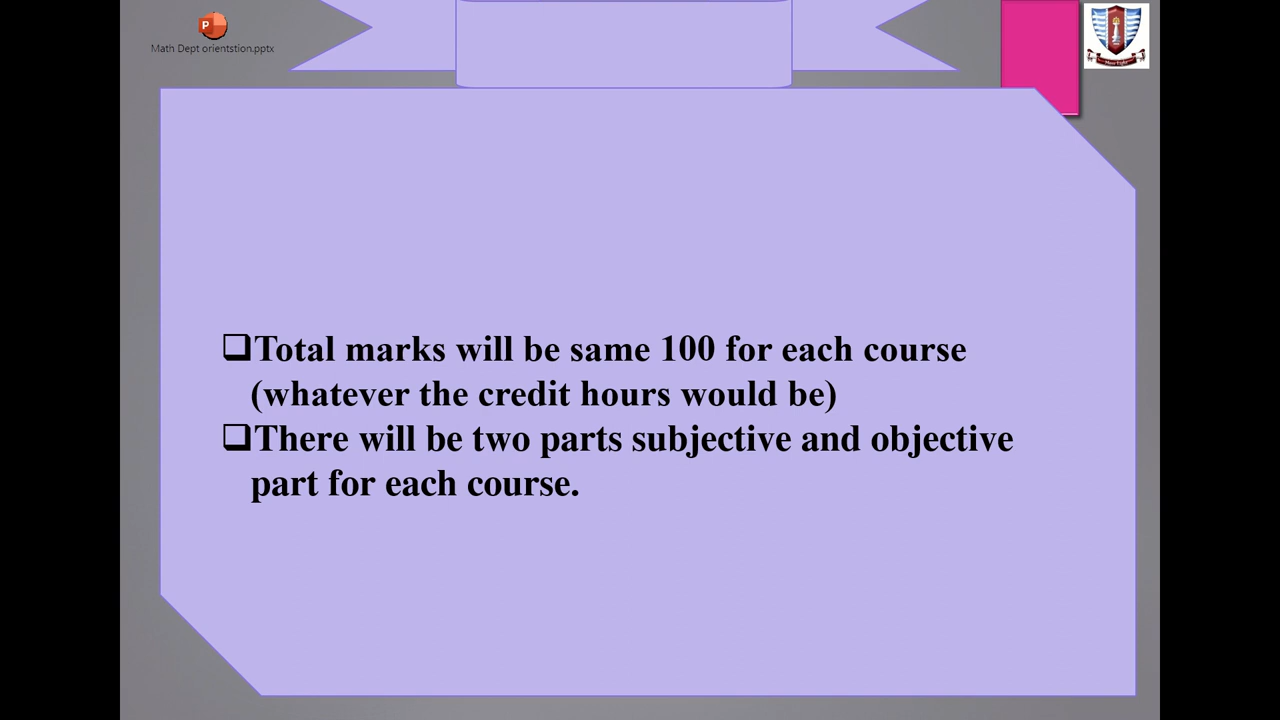 Math Dept orientstion.pptx
Total marks will be same 100 for each course
(whatever the credit hours would be)
There will be two parts subjective and objective
part for each course.